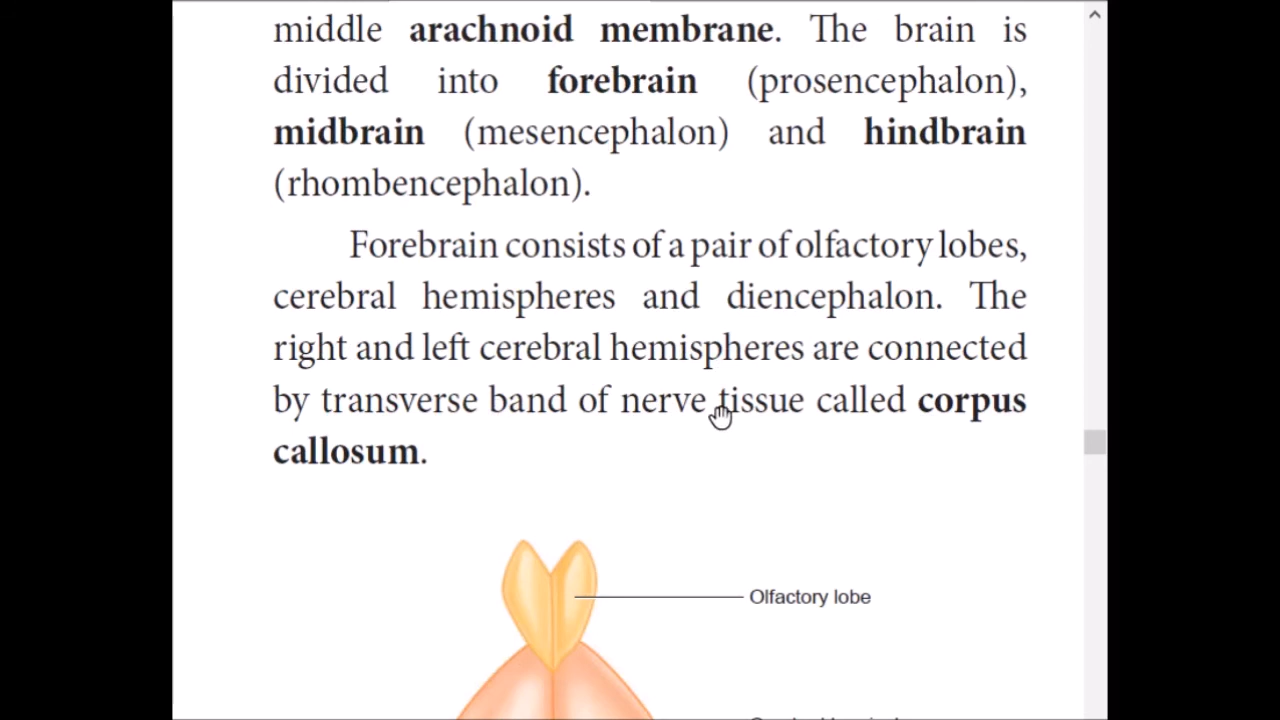 middle arachnoid membrane. The brain is
divided into forebrain (prosencephalon),
midbrain (mesencephalon) and hindbrain
(rhombencephalon).
Forebrain consists of a pair of olfactory lobes,
cerebral hemispheres and diencephalon. The
right and left cerebral hemispheres are connected
by transverse band of nerve tissue called corpus
callosum.
Olfactory lobe